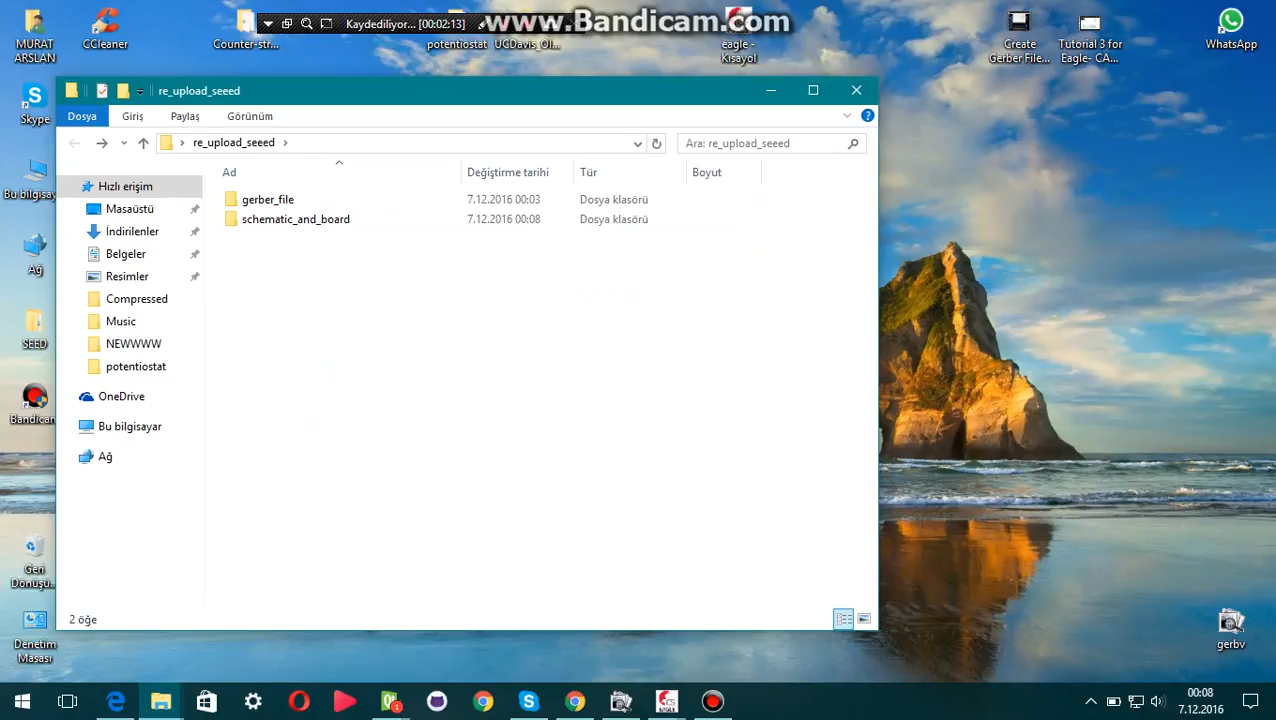 www.Bandicam.com
Kaydediliyor... [00:02:13]
MURAT
ARSLAN
CCleaner
Counter-str...
potentiostat
UCDavis_Ol...
eagle -
Kısayol
Create
Gerber File...
Tutorial 3 for
Eagle- CA...
WhatsApp
Skype
Bu bilgisay
Ağ
SEED
Bandicam
Geri
Dönüşü...
Denetim
Masası
gerbv
re_upload_seeed
Dosya
Giriş
Paylaş
Görünüm
re_upload_seeed
Ara: re_upload_seeed
Ad
Değiştirme tarihi
Tür
Boyut
gerber_file
7.12.2016 00:03
Dosya klasörü
schematic_and_board
7.12.2016 00:08
Dosya klasörü
Hızlı erişim
Masaüstü
İndirilenler
Belgeler
Resimler
Compressed
Music
NEWWWW
potentiostat
OneDrive
Bu bilgisayar
Ağ
2 öğe
00:08
7.12.2016